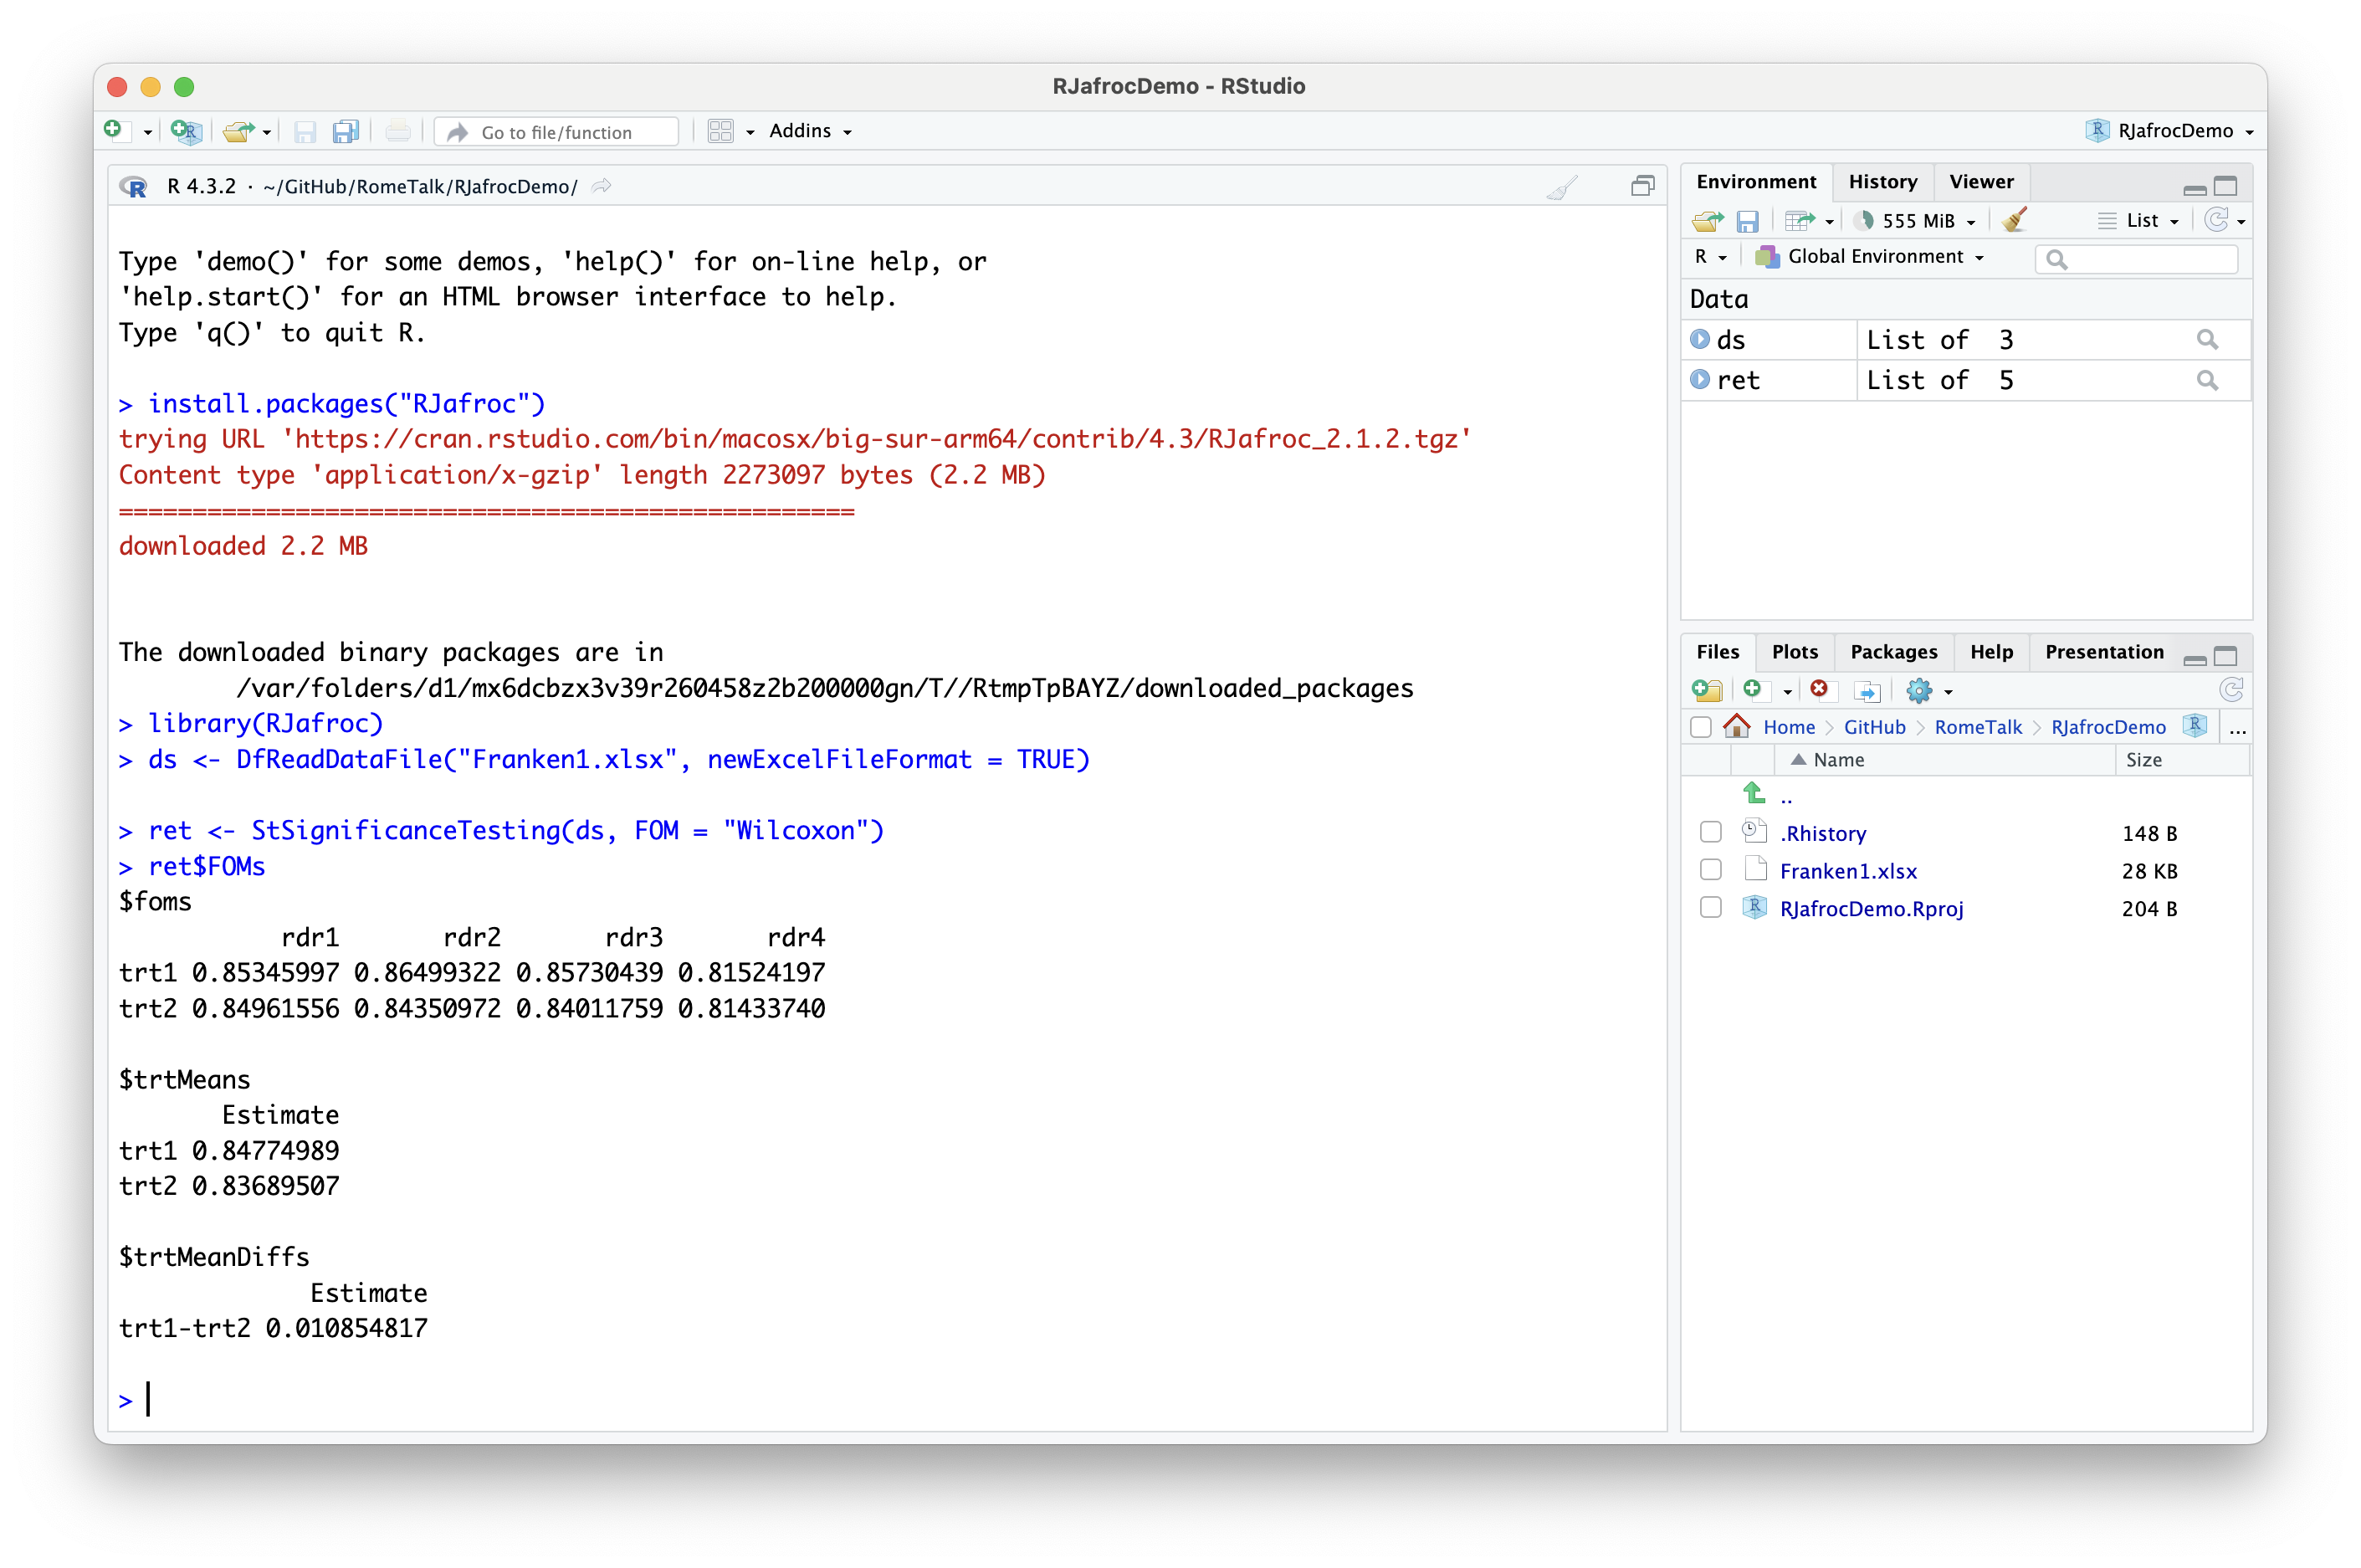 RJafrocDemo - RStudio
Go to file/function
Addins
RJafrocDemo
R 4.3.2 · ~/GitHub/RomeTalk/RJafrocDemo/
Type 'demo()' for some demos, 'help()' for on-line help, or
'help.start()' for an HTML browser interface to help.
Type 'q()' to quit R.
> install.packages("RJafroc")
trying URL 'https://cran.rstudio.com/bin/macosx/big-sur-arm64/contrib/4.3/RJafroc_2.1.2.tgz'
Content type 'application/x-gzip' length 2273097 bytes (2.2 MB)
==================================================
downloaded 2.2 MB
The downloaded binary packages are in
/var/folders/d1/mx6dcbzx3v39r260458z2b200000gn/T//RtmpTpBAYZ/downloaded_packages
> library(RJafroc)
> ds <- DfReadDataFile("Franken1.xlsx", newExcelFileFormat = TRUE)
> ret <- StSignificanceTesting(ds, FOM = "Wilcoxon")
> ret$FOMs
$foms
rdr1 rdr2 rdr3 rdr4
trt1 0.85345997 0.86499322 0.85730439 0.81524197
trt2 0.84961556 0.84350972 0.84011759 0.81433740
$trtMeans
Estimate
trt1 0.84774989
trt2 0.83689507
$trtMeanDiffs
Estimate
trt1-trt2 0.010854817
>
Environment History Viewer
555 MiB List
R Global Environment
Data
ds List of 3
ret List of 5
Files Plots Packages Help Presentation
Home GitHub RomeTalk RJafrocDemo ...
Name Size
..
.Rhistory 148 B
Franken1.xlsx 28 KB
RJafrocDemo.Rproj 204 B